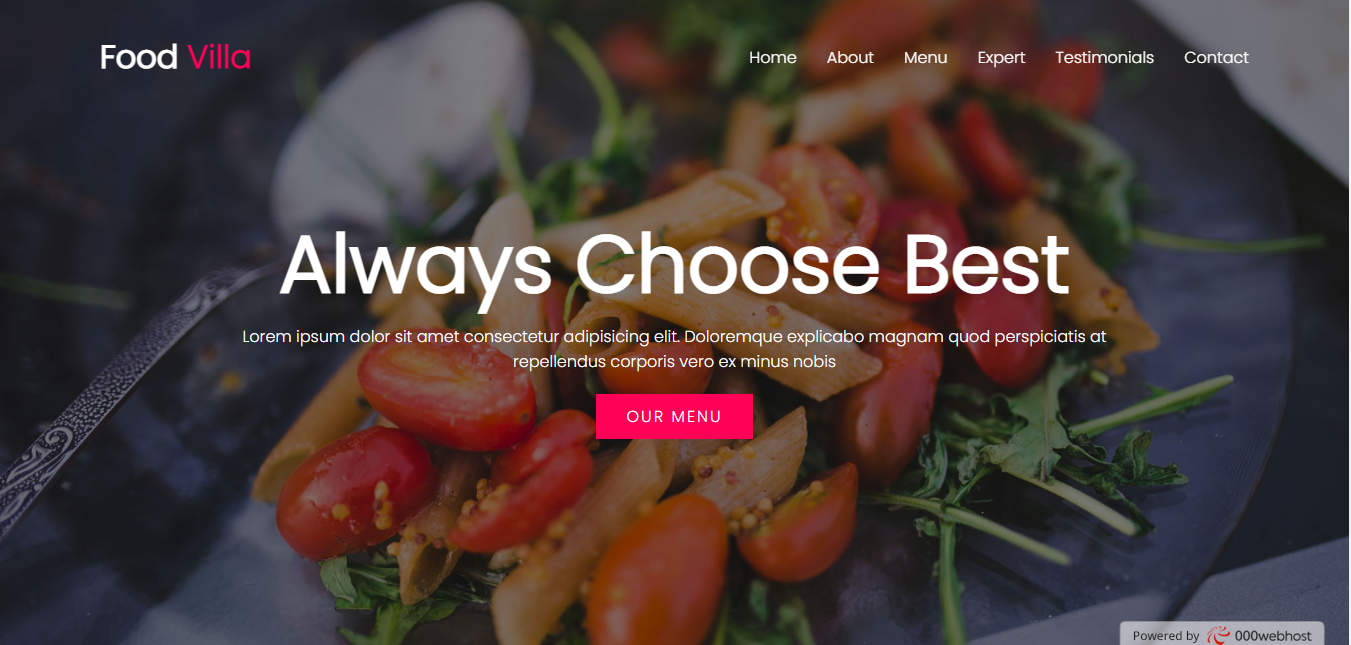 Food Villa
Home About Menu Expert Testimonials Contact
Always Choose Best
Lorem ipsum dolor sit amet consectetur adipisicing elit. Doloremque explicabo magnam quod perspiciatis at
repellendus corporis vero ex minus nobis
OUR MENU
Powered by 000webhost